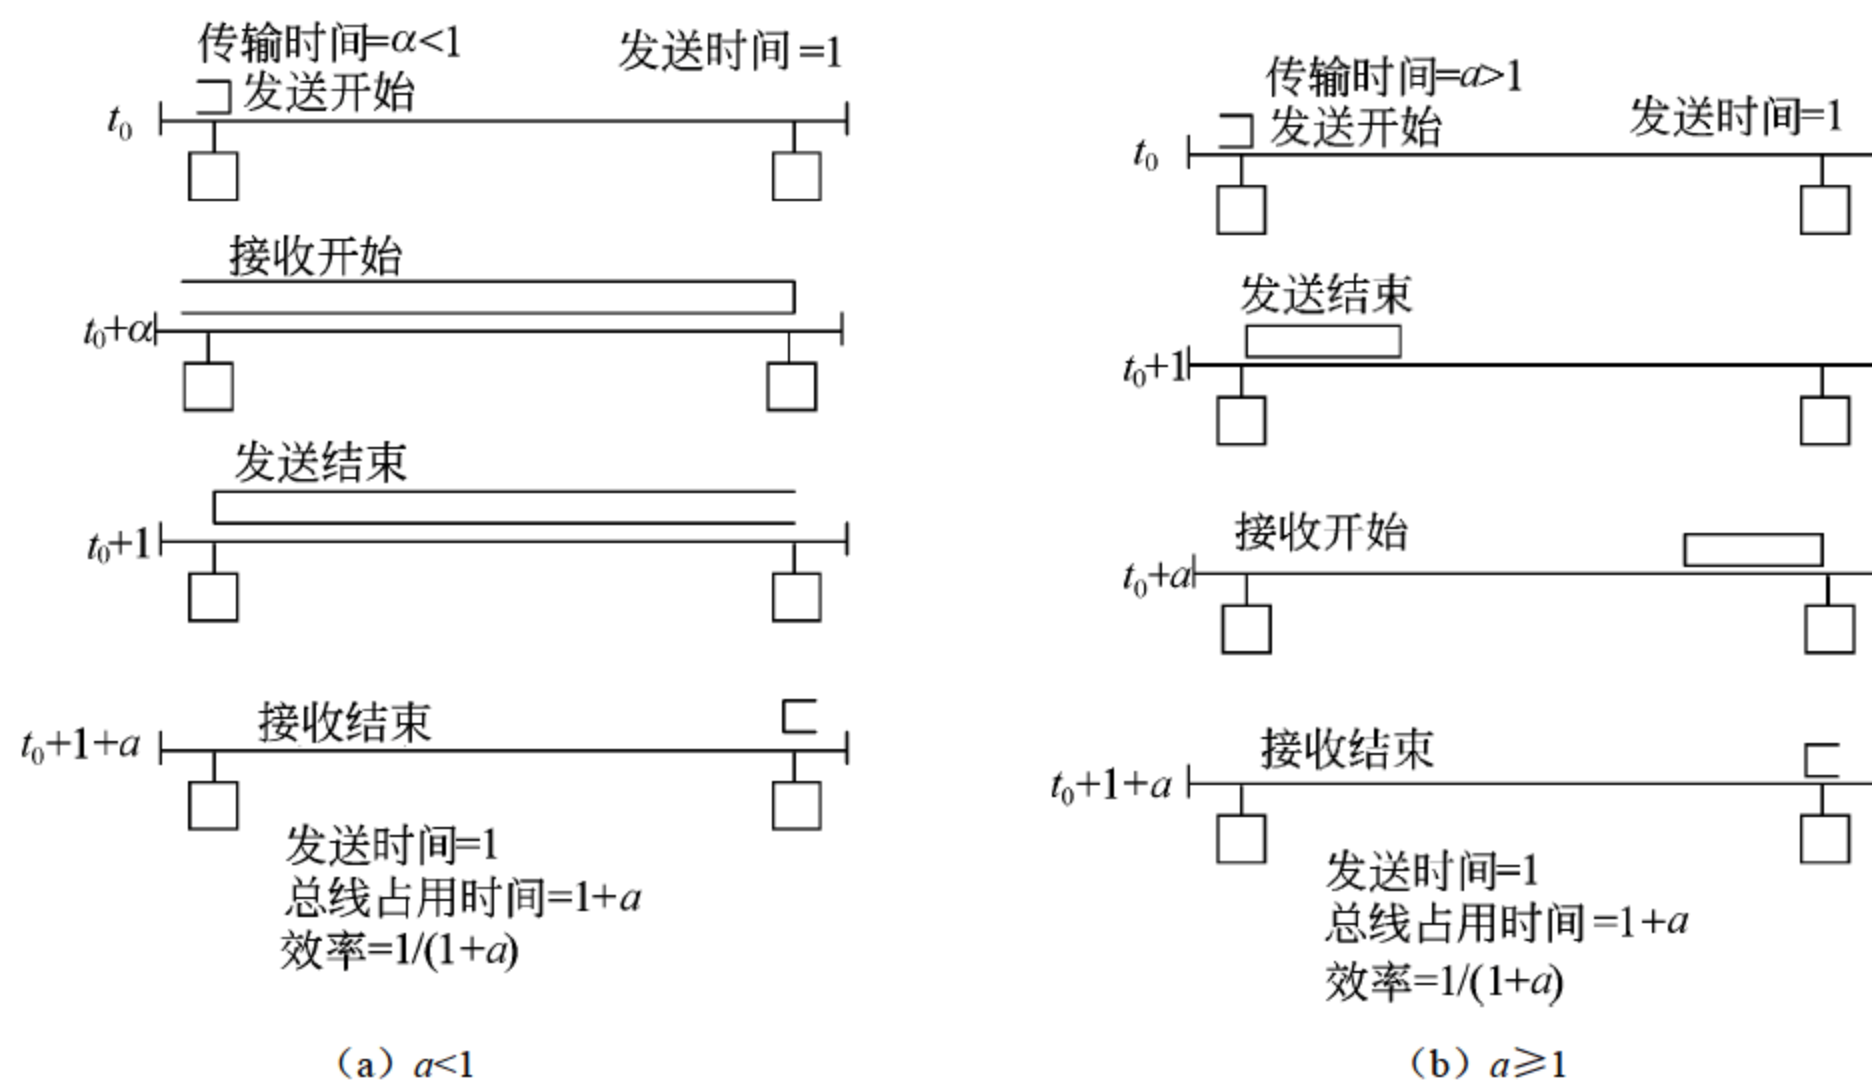 传输时间=α<1
发送时间=1
发送开始
t₀
接收开始
t₀+α
发送结束
t₀+1
接收结束
t₀+1+a
发送时间=1
总线占用时间=1+a
效率=1/(1+a)
（a）a<1
传输时间=a>1
发送时间=1
发送开始
t₀
发送结束
t₀+1
接收开始
t₀+a
接收结束
t₀+1+a
发送时间=1
总线占用时间=1+a
效率=1/(1+a)
（b）a≥1